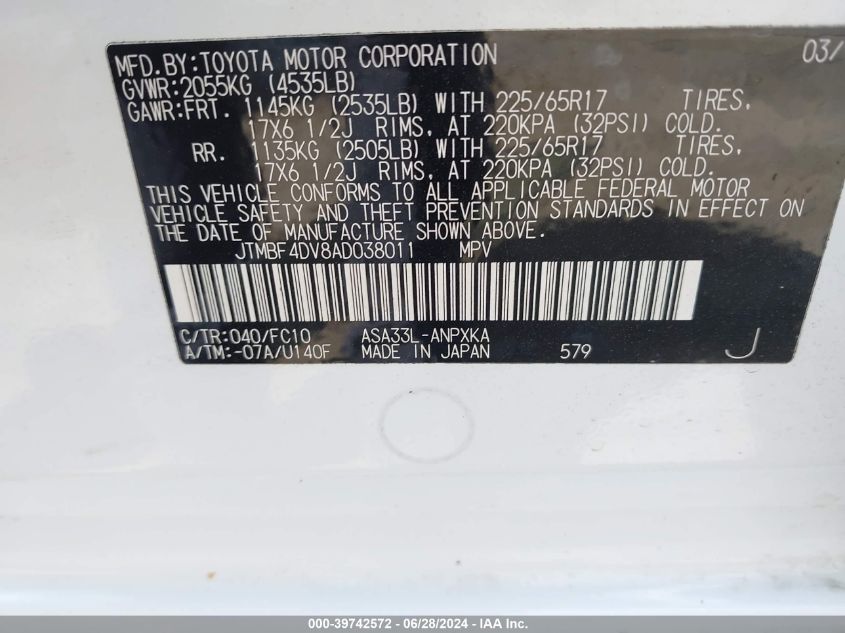 MFD.BY:TOYOTA MOTOR CORPORATION 03/
GVWR:2055KG (4535LB)
GAWR:FRT. 1145KG (2535LB) WITH 225/65R17 TIRES,
17X6 1/2J RIMS, AT 220KPA (32PSI) COLD.
RR. 1135KG (2505LB) WITH 225/65R17 TIRES,
17X6 1/2J RIMS, AT 220KPA (32PSI) COLD.
THIS VEHICLE CONFORMS TO ALL APPLICABLE FEDERAL MOTOR
VEHICLE SAFETY AND THEFT PREVENTION STANDARDS IN EFFECT ON
THE DATE OF MANUFACTURE SHOWN ABOVE.
JTMBF4DV8AD038011 MPV
C/TR:040/FC10 ASA33L-ANPXKA
A/TM:-07A/U140F MADE IN JAPAN 579 J
000-39742572 / 06/28/2024 - IAA Inc.